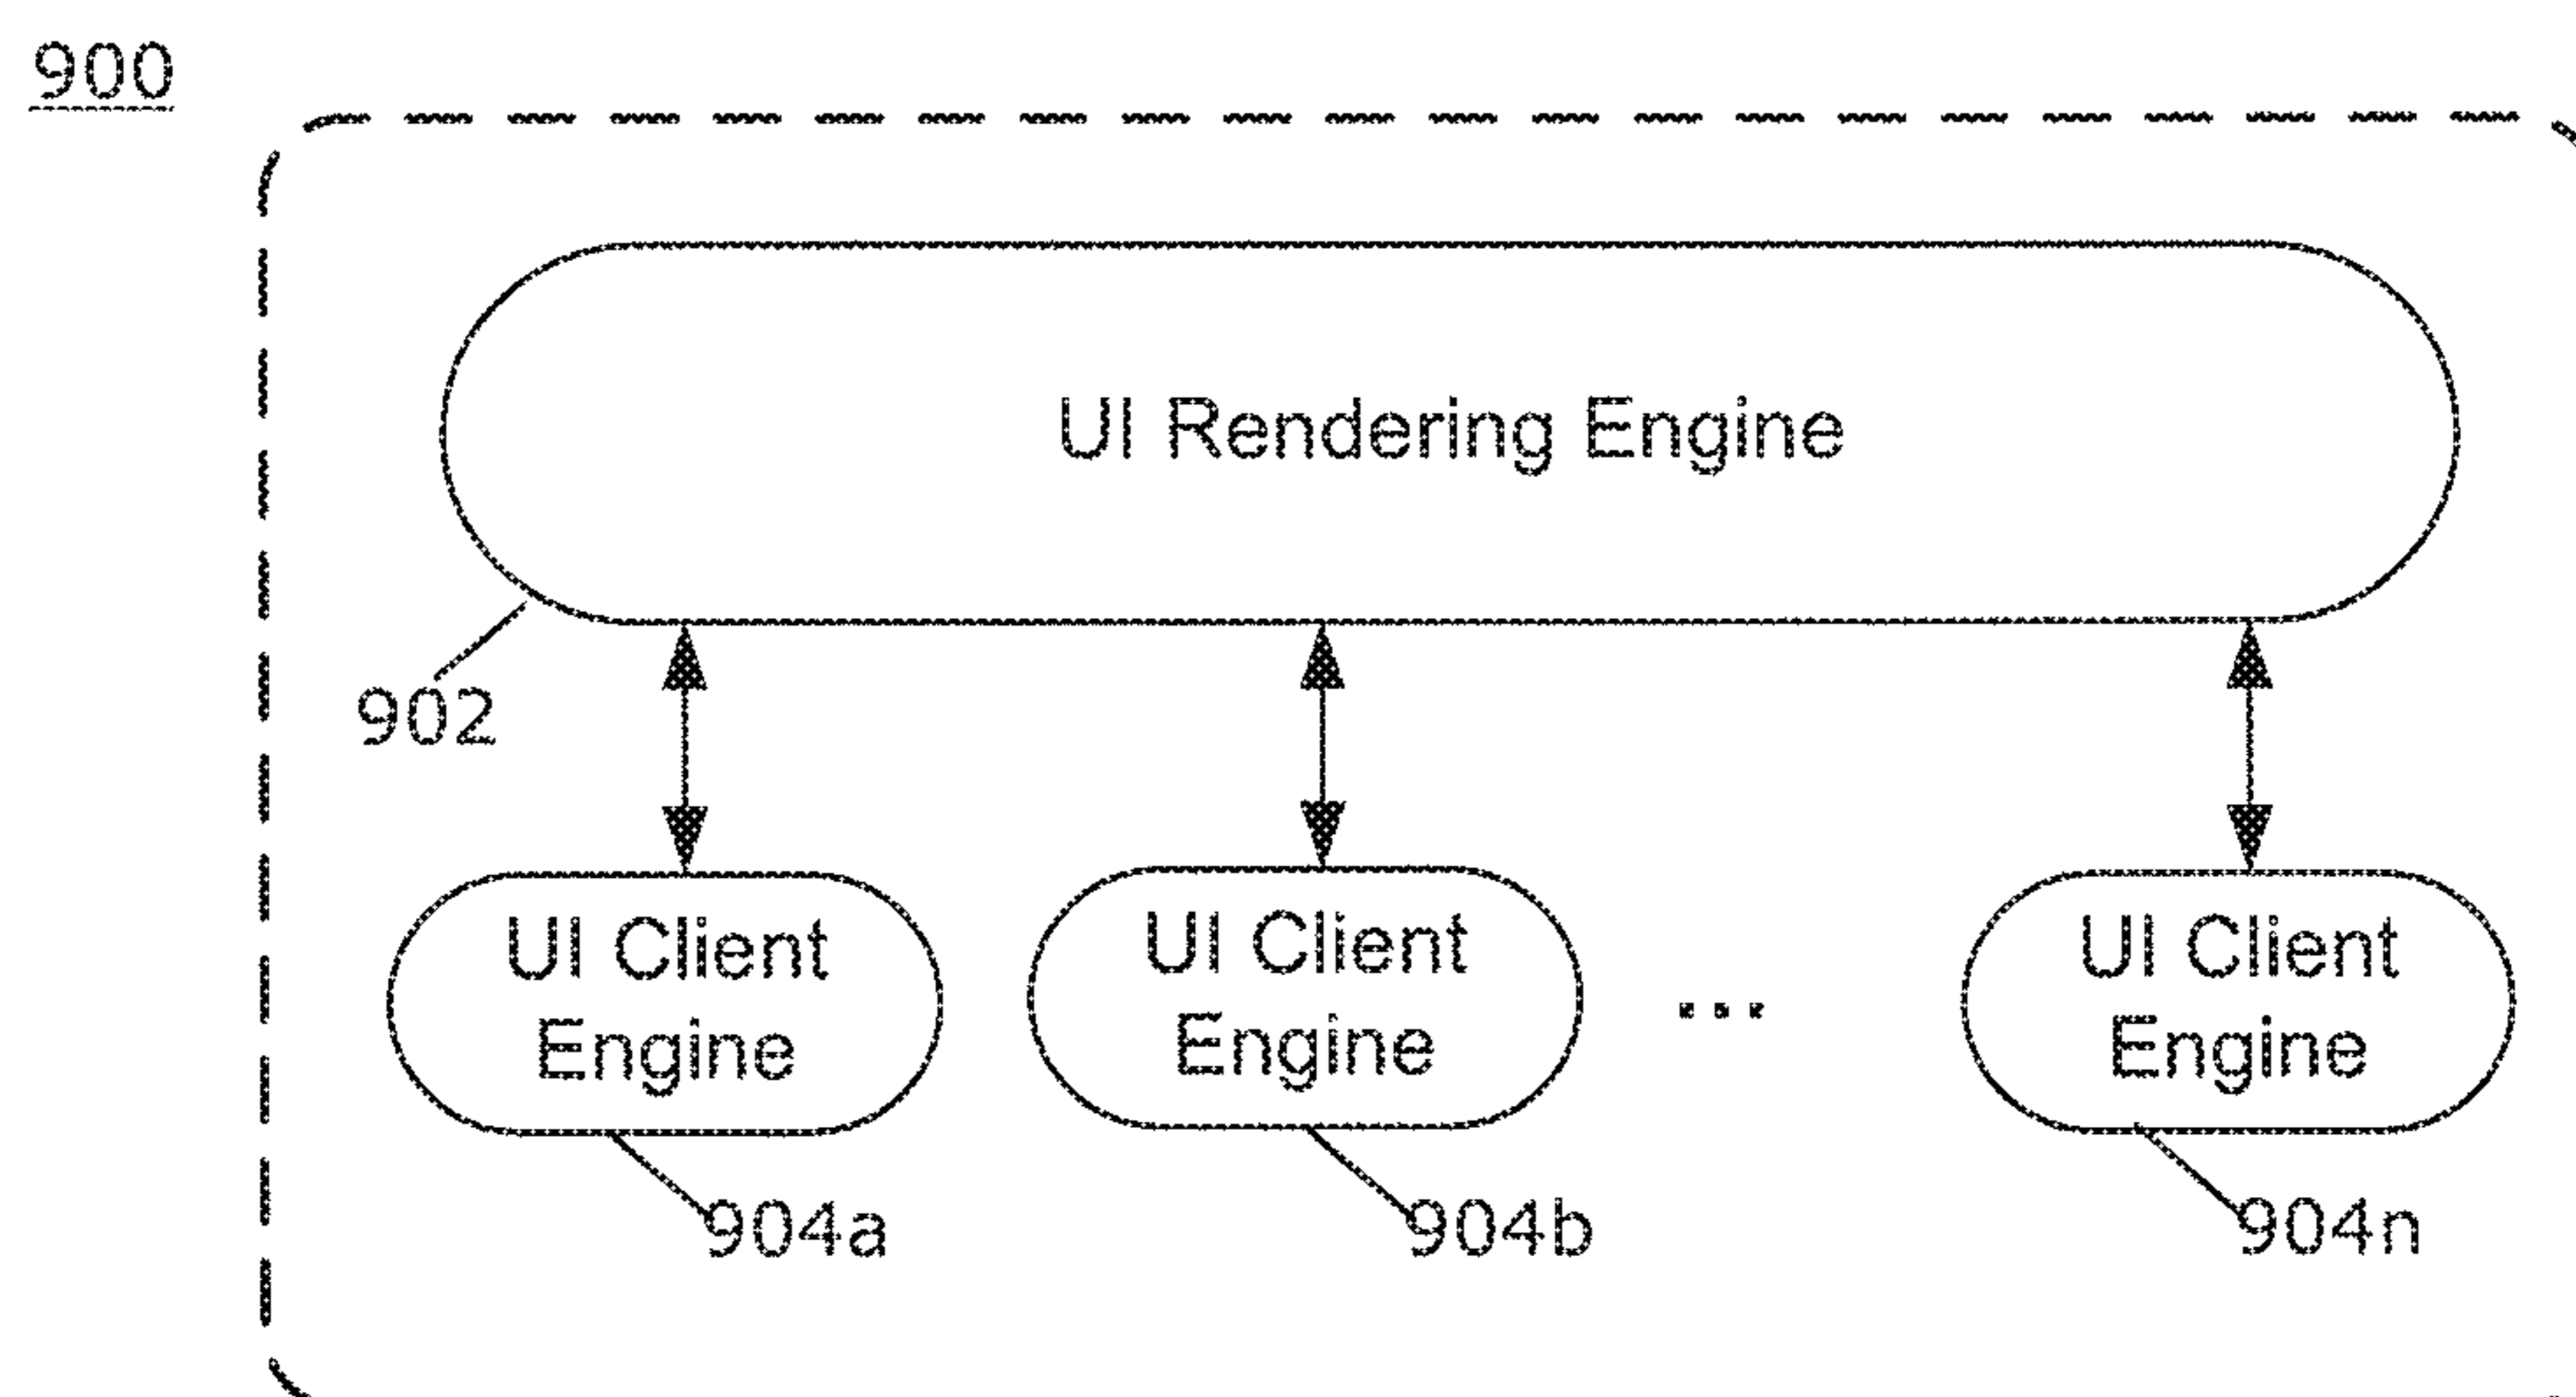 900
UI Rendering Engine
902
UI Client
Engine
UI Client
Engine
...
UI Client
Engine
904a
904b
904n